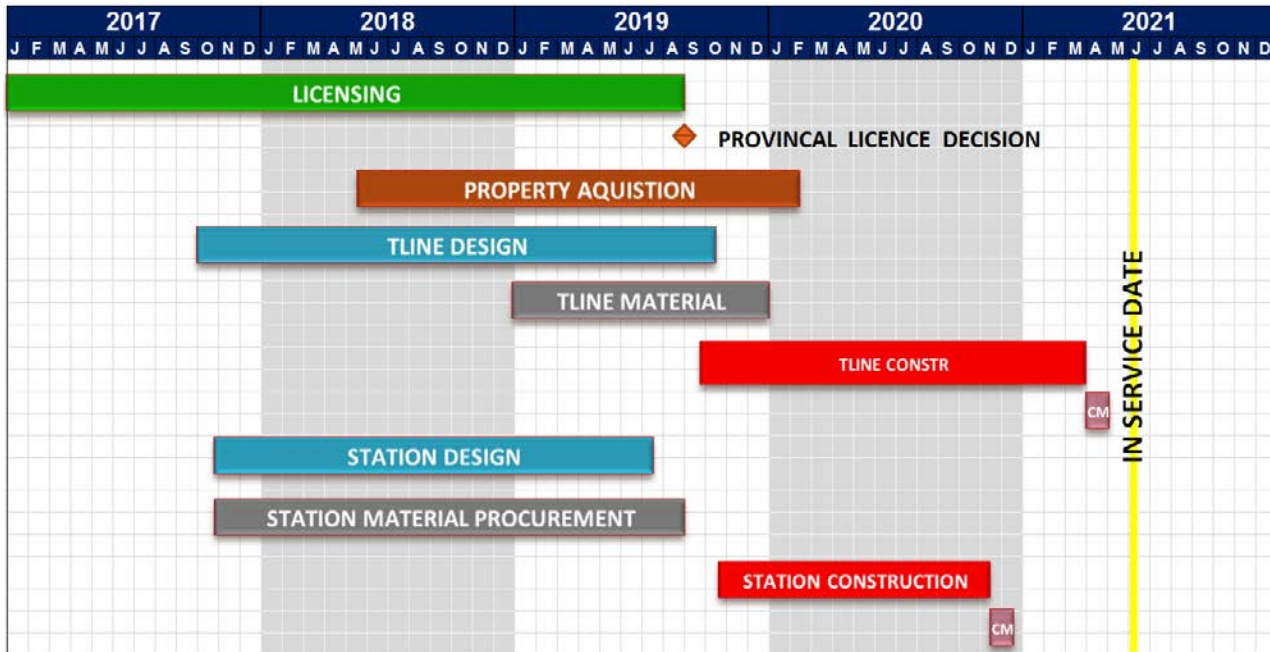 2017 2018 2019 2020 2021
J F M A M J J A S O N D J F M A M J J A S O N D J F M A M J J A S O N D J F M A M J J A S O N D J F M A M J J A S O N D
LICENSING
PROVINCAL LICENCE DECISION
PROPERTY AQUISTION
TLINE DESIGN
TLINE MATERIAL
TLINE CONSTR
CM
IN SERVICE DATE
STATION DESIGN
STATION MATERIAL PROCUREMENT
STATION CONSTRUCTION
CM